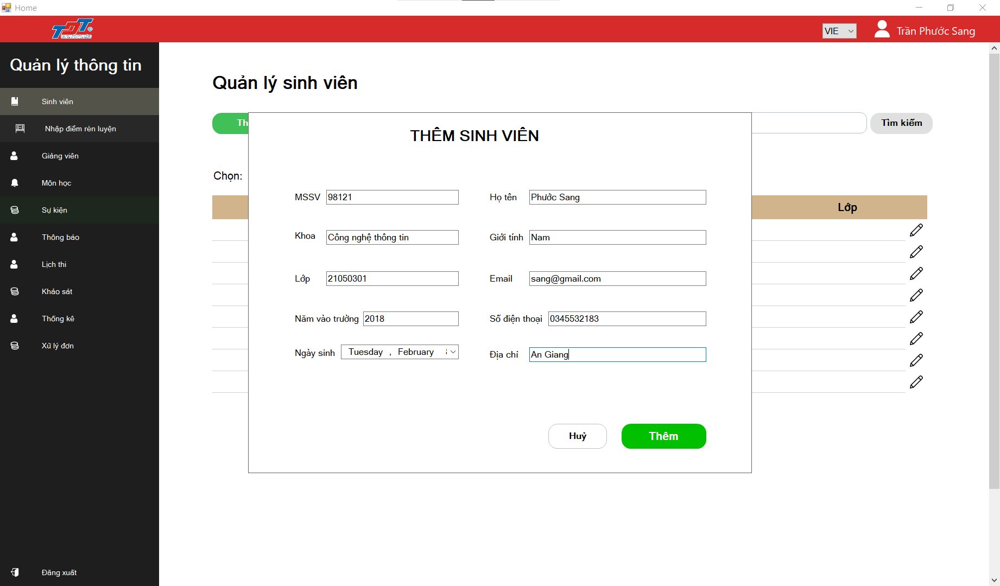 Home
TDT
VIE
Trần Phước Sang
Quản lý thông tin
Sinh viên
Nhập điểm rèn luyện
Giảng viên
Môn học
Sự kiện
Thông báo
Lịch thi
Khảo sát
Thống kê
Xử lý đơn
Đăng xuất
Quản lý sinh viên
Th
Tìm kiếm
Chọn:
Lớp
THÊM SINH VIÊN
MSSV 98121
Họ tên Phước Sang
Khoa Công nghệ thông tin
Giới tính Nam
Lớp 21050301
Email sang@gmail.com
Năm vào trường 2018
Số điện thoại 0345532183
Ngày sinh Tuesday , February
Địa chỉ An Giang
Huỷ
Thêm